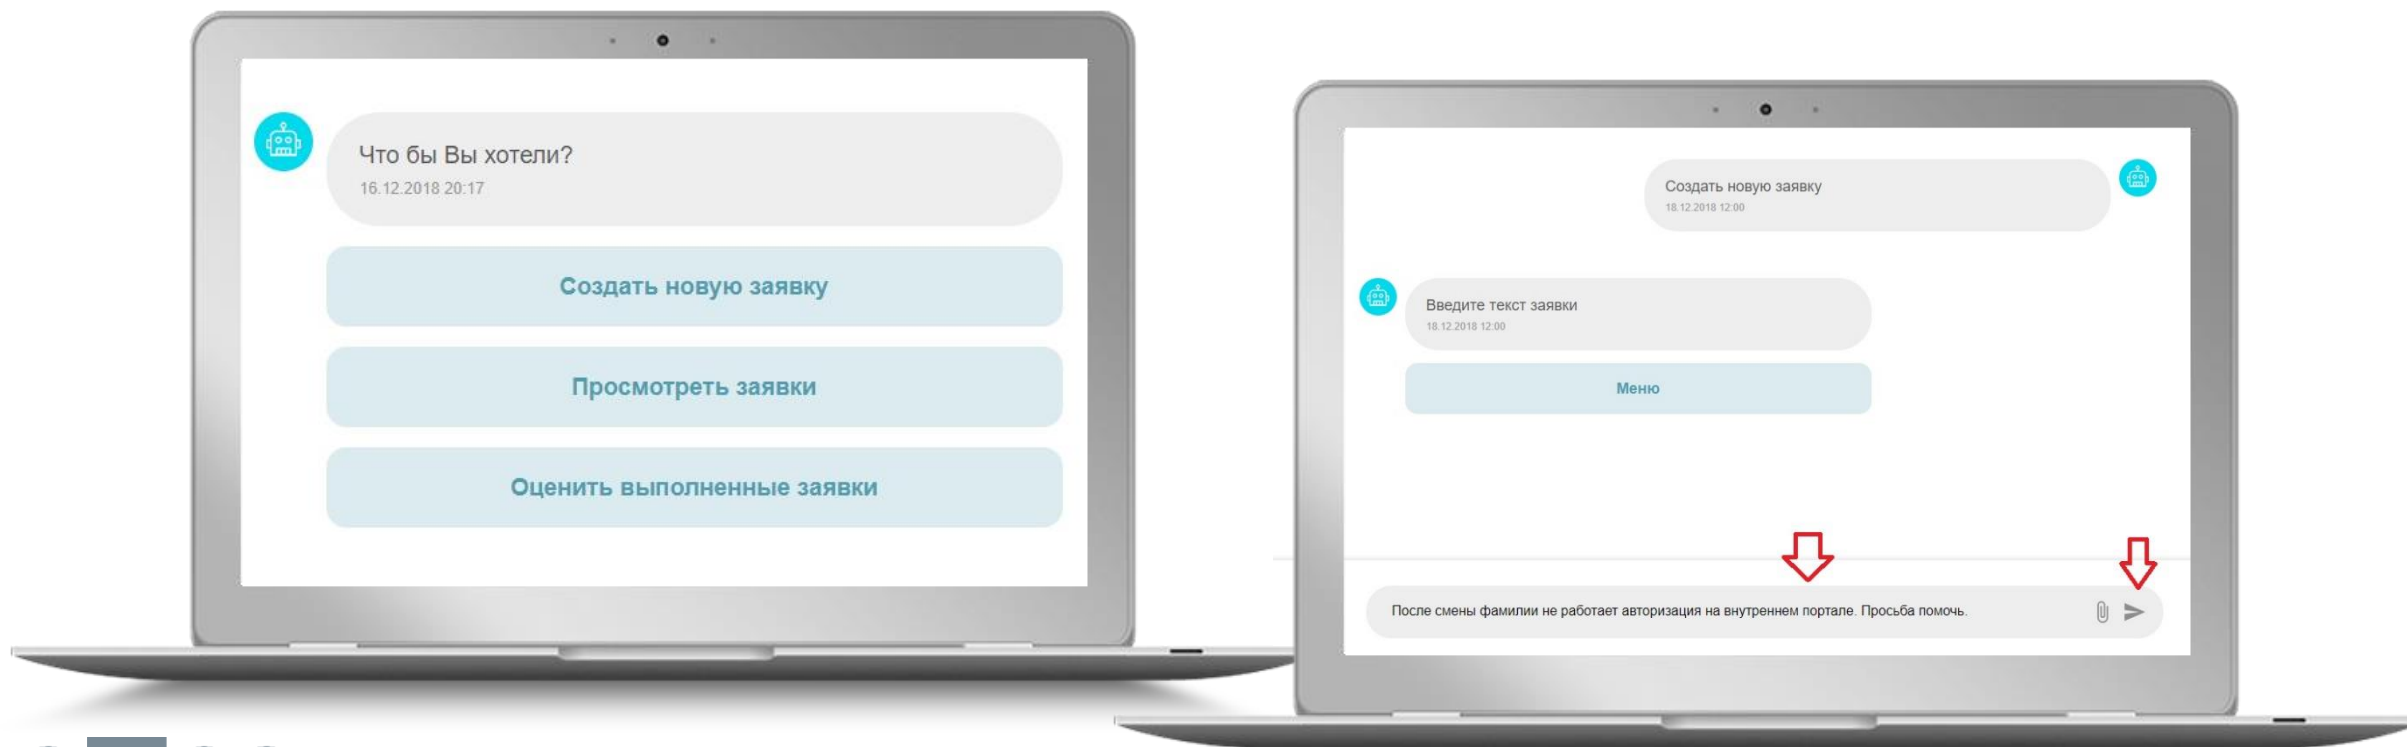 Что бы Вы хотели?
16.12.2018 20:17
Создать новую заявку
Просмотреть заявки
Оценить выполненные заявки
Создать новую заявку
18.12.2018 12:00
Введите текст заявки
18.12.2018 12:00
Меню
После смены фамилии не работает авторизация на внутреннем портале. Просьба помочь.